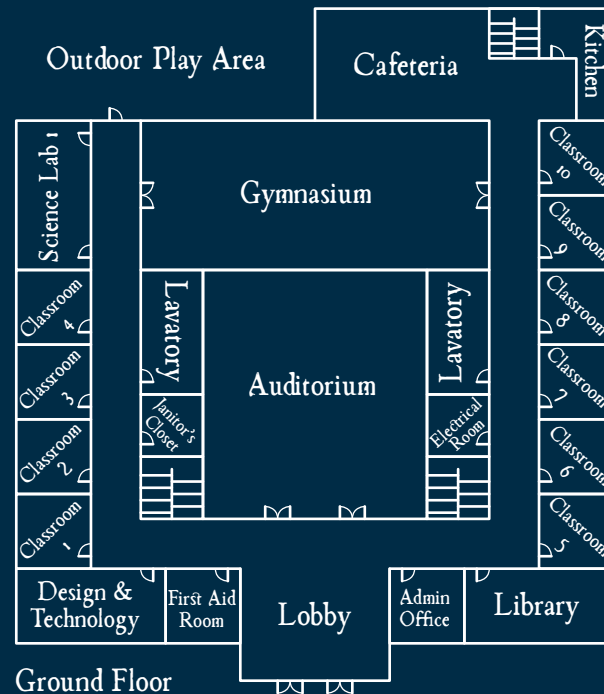 Outdoor Play Area
Cafeteria
Kitchen
Science Lab 1
Gymnasium
Classroom
10
Classroom
9
Classroom
4
Lavatory
Auditorium
Lavatory
Classroom
8
Classroom
3
Janitor's
Closet
Electrical
Room
Classroom
7
Classroom
2
Classroom
6
Classroom
1
Classroom
5
Design &
Technology
First Aid
Room
Lobby
Admin
Office
Library
Ground Floor